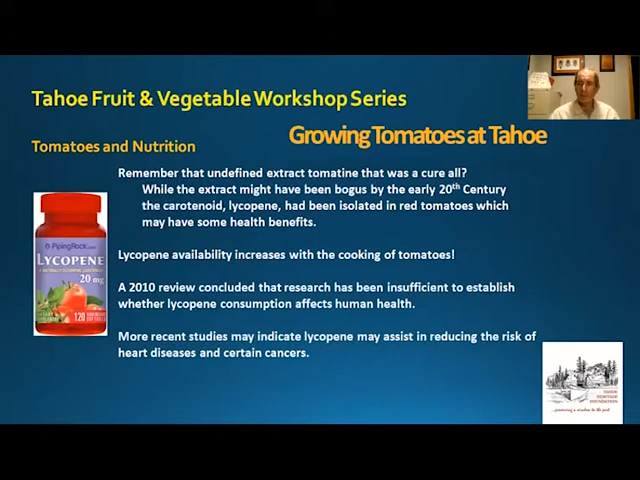 Tahoe Fruit & Vegetable Workshop Series
Growing Tomatoes at Tahoe
Tomatoes and Nutrition
Remember that undefined extract tomatine that was a cure all?
While the extract might have been bogus by the early 20th Century
the carotenoid, lycopene, had been isolated in red tomatoes which
may have some health benefits.
Lycopene availability increases with the cooking of tomatoes!
A 2010 review concluded that research has been insufficient to establish
whether lycopene consumption affects human health.
More recent studies may indicate lycopene may assist in reducing the risk of
heart diseases and certain cancers.
PipingRock.com
LYCOPENE
20 mg
120
TAHOE
HERITAGE
FOUNDATION